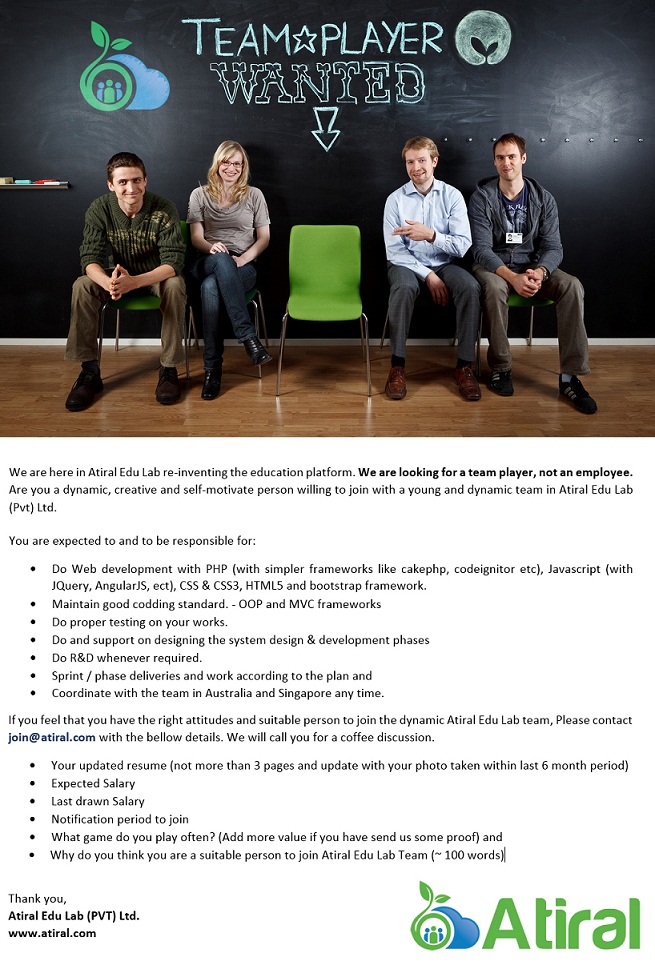 TEAM☆PLAYER
WANTED
We are here in Atiral Edu Lab re-inventing the education platform. We are looking for a team player, not an employee.
Are you a dynamic, creative and self-motivate person willing to join with a young and dynamic team in Atiral Edu Lab
(Pvt) Ltd.
You are expected to and to be responsible for:
• Do Web development with PHP (with simpler frameworks like cakephp, codeignitor etc), Javascript (with
JQuery, AngularJS, ect), CSS & CSS3, HTML5 and bootstrap framework.
• Maintain good codding standard. - OOP and MVC frameworks
• Do proper testing on your works.
• Do and support on designing the system design & development phases
• Do R&D whenever required.
• Sprint / phase deliveries and work according to the plan and
• Coordinate with the team in Australia and Singapore any time.
If you feel that you have the right attitudes and suitable person to join the dynamic Atiral Edu Lab team, Please contact
join@atiral.com with the bellow details. We will call you for a coffee discussion.
• Your updated resume (not more than 3 pages and update with your photo taken within last 6 month period)
• Expected Salary
• Last drawn Salary
• Notification period to join
• What game do you play often? (Add more value if you have send us some proof) and
• Why do you think you are a suitable person to join Atiral Edu Lab Team (~ 100 words)
Thank you,
Atiral Edu Lab (PVT) Ltd.
www.atiral.com
Atiral